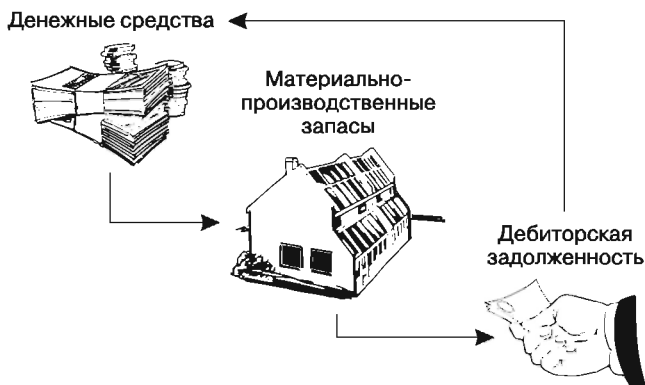 Денежные средства
Материально-
производственные
запасы
Дебиторская
задолженность